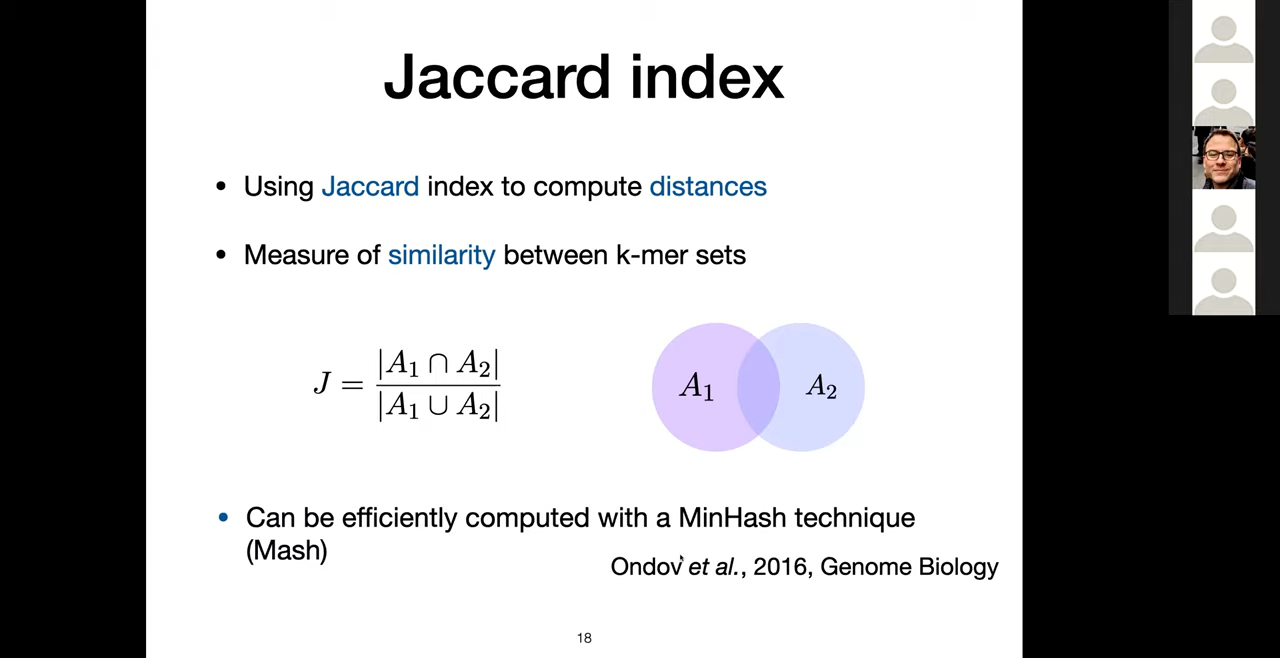 Jaccard index
• Using Jaccard index to compute distances
• Measure of similarity between k-mer sets
J = |A₁ ∩ A₂| / |A₁ ∪ A₂|
A₁ A₂
• Can be efficiently computed with a MinHash technique
(Mash)
Ondov et al., 2016, Genome Biology
18